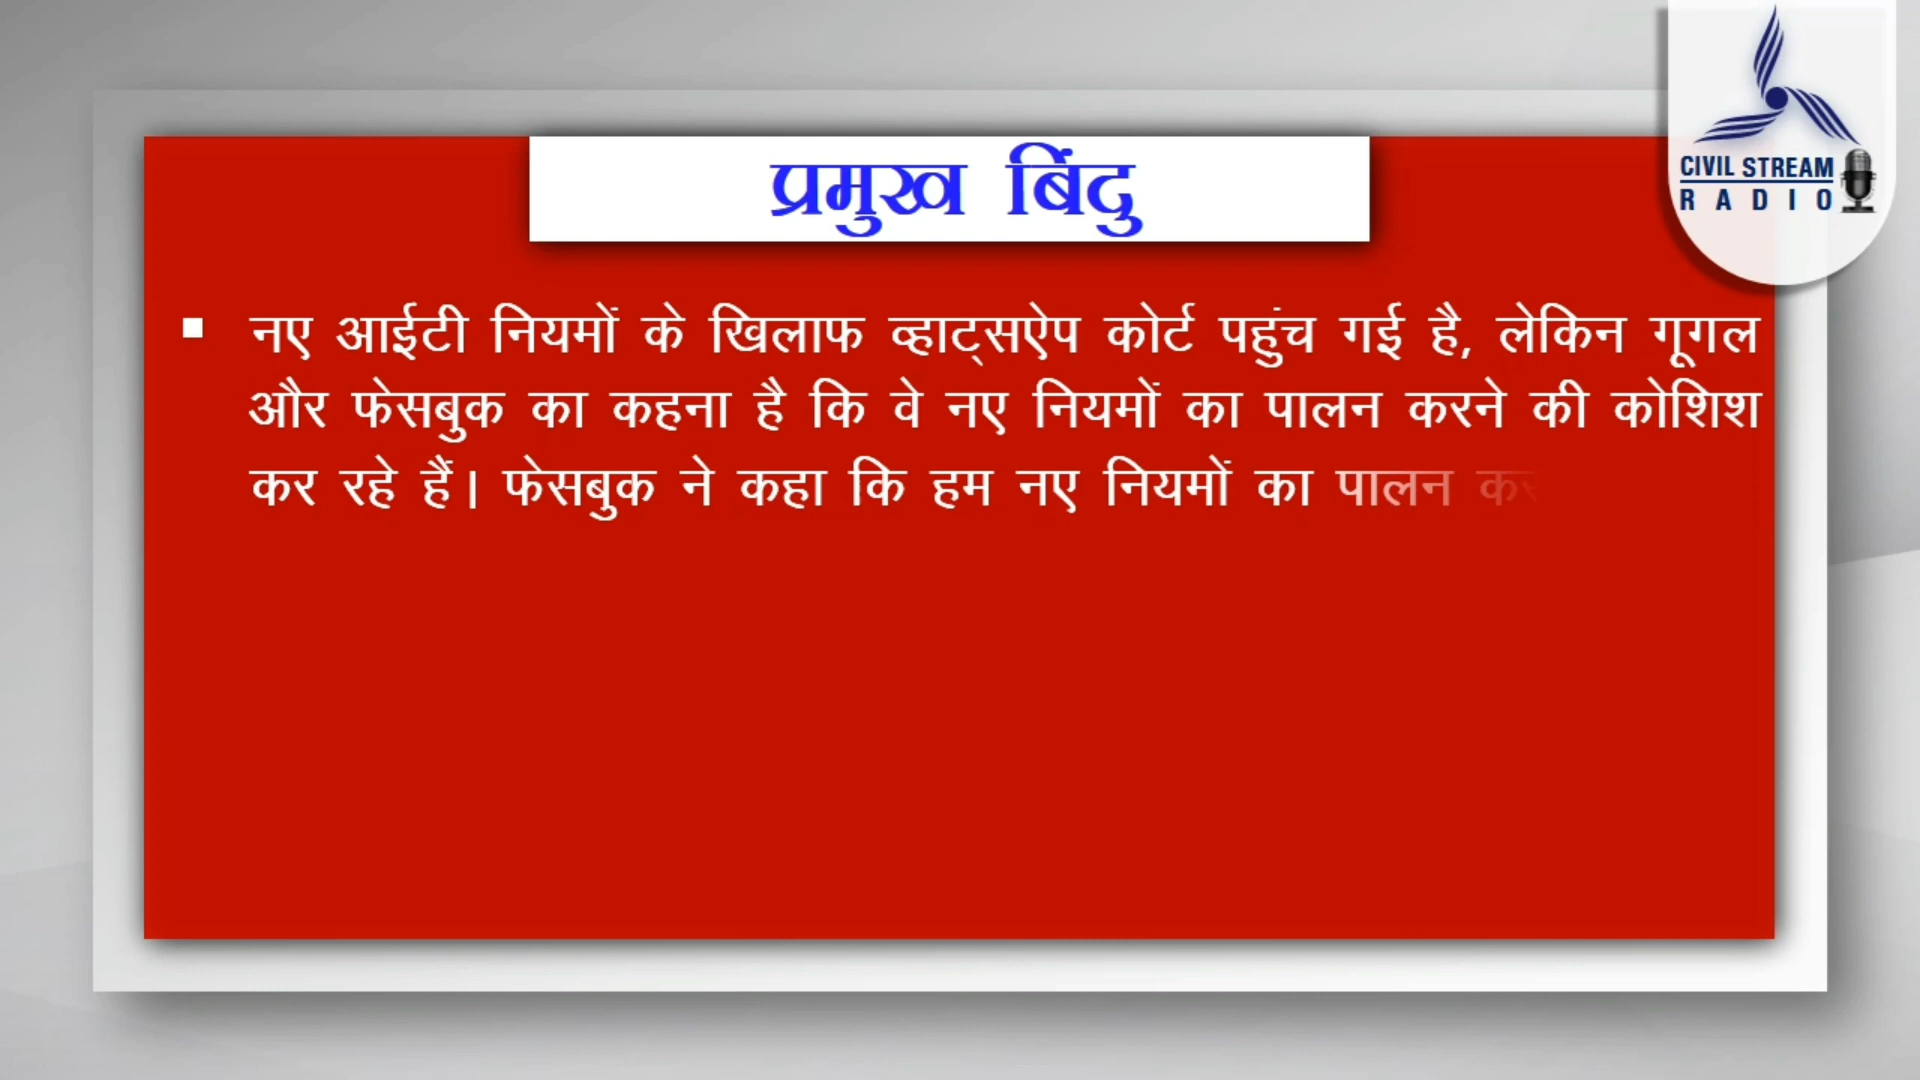 CIVIL STREAM
RADIO
प्रमुख बिंदु
▪ नए आईटी नियमों के खिलाफ व्हाट्सऐप कोर्ट पहुंच गई है, लेकिन गूगल
और फेसबुक का कहना है कि वे नए नियमों का पालन करने की कोशिश
कर रहे हैं। फेसबुक ने कहा कि हम नए नियमों का पालन